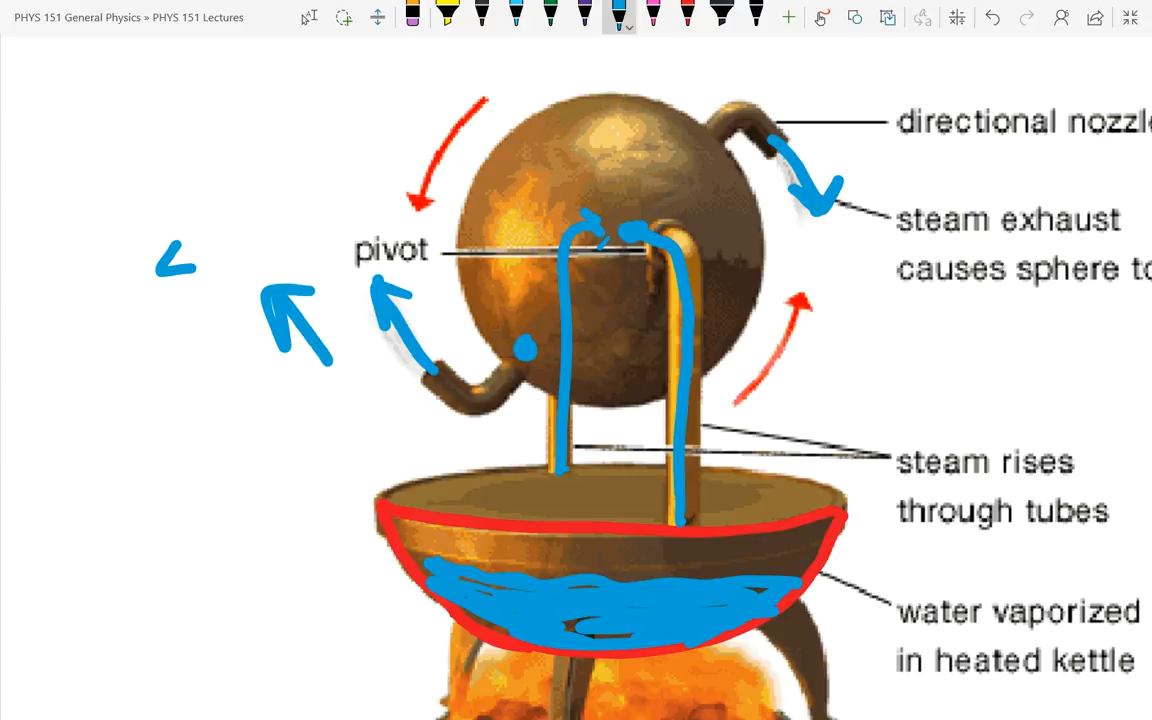 PHYS 151 General Physics » PHYS 151 Lectures
directional nozzle
steam exhaust
causes sphere to
pivot
steam rises
through tubes
water vaporized
in heated kettle